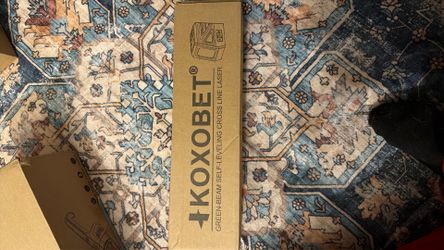 KOXOBET®
GREEN-BEAM SELF-LEVELING CROSS LINE LASER